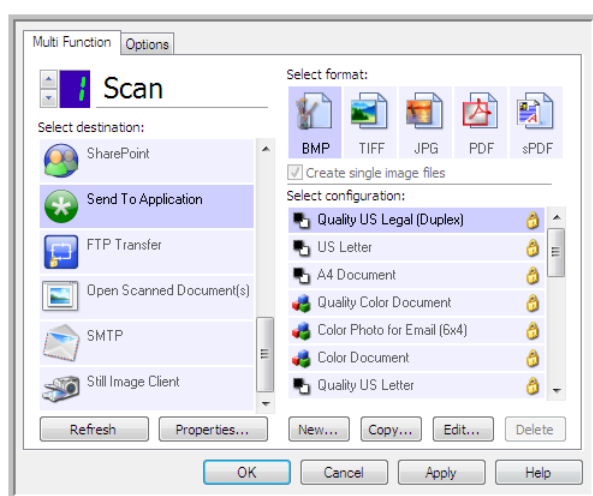 Multi Function
Options
1
Scan
Select destination:
SharePoint
Send To Application
FTP Transfer
Open Scanned Document(s)
SMTP
Still Image Client
Refresh
Properties...
Select format:
BMP
TIFF
JPG
PDF
sPDF
Create single image files
Select configuration:
Quality US Legal (Duplex)
US Letter
A4 Document
Quality Color Document
Color Photo for Email (6x4)
Color Document
Quality US Letter
New...
Copy...
Edit...
Delete
OK
Cancel
Apply
Help